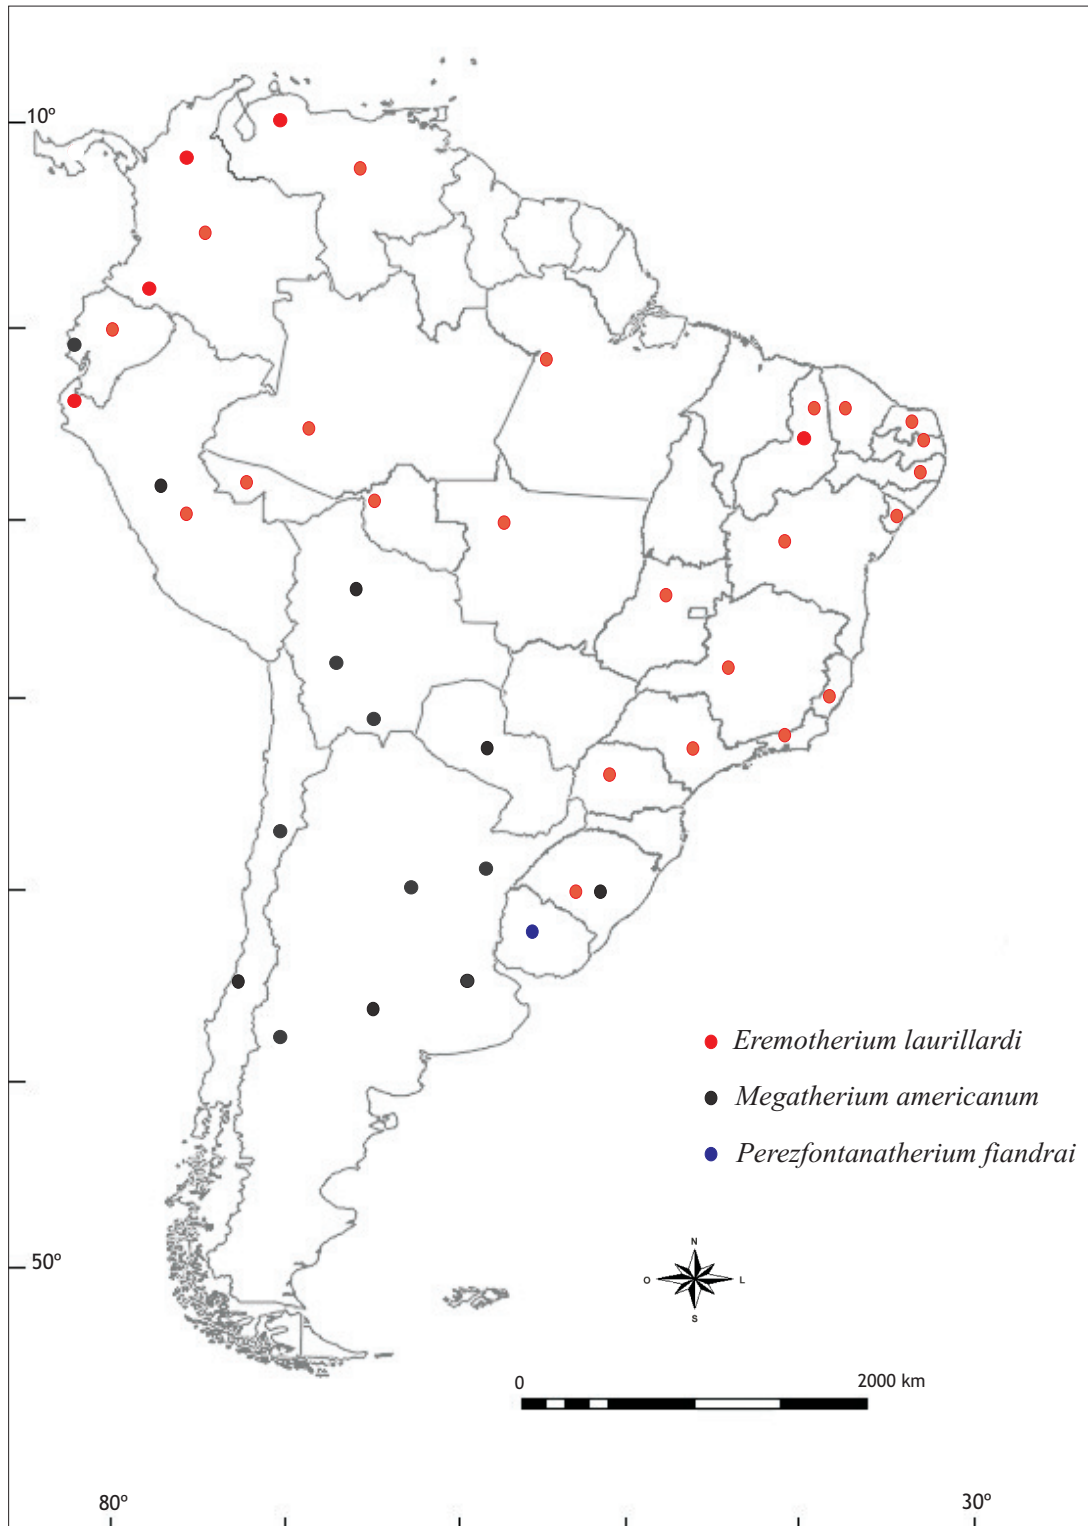 10º
Eremotherium laurillardi
Megatherium americanum
Perezfontanatherium fiandrai
50º
N
O
L
S
0
2000 km
80º
30º